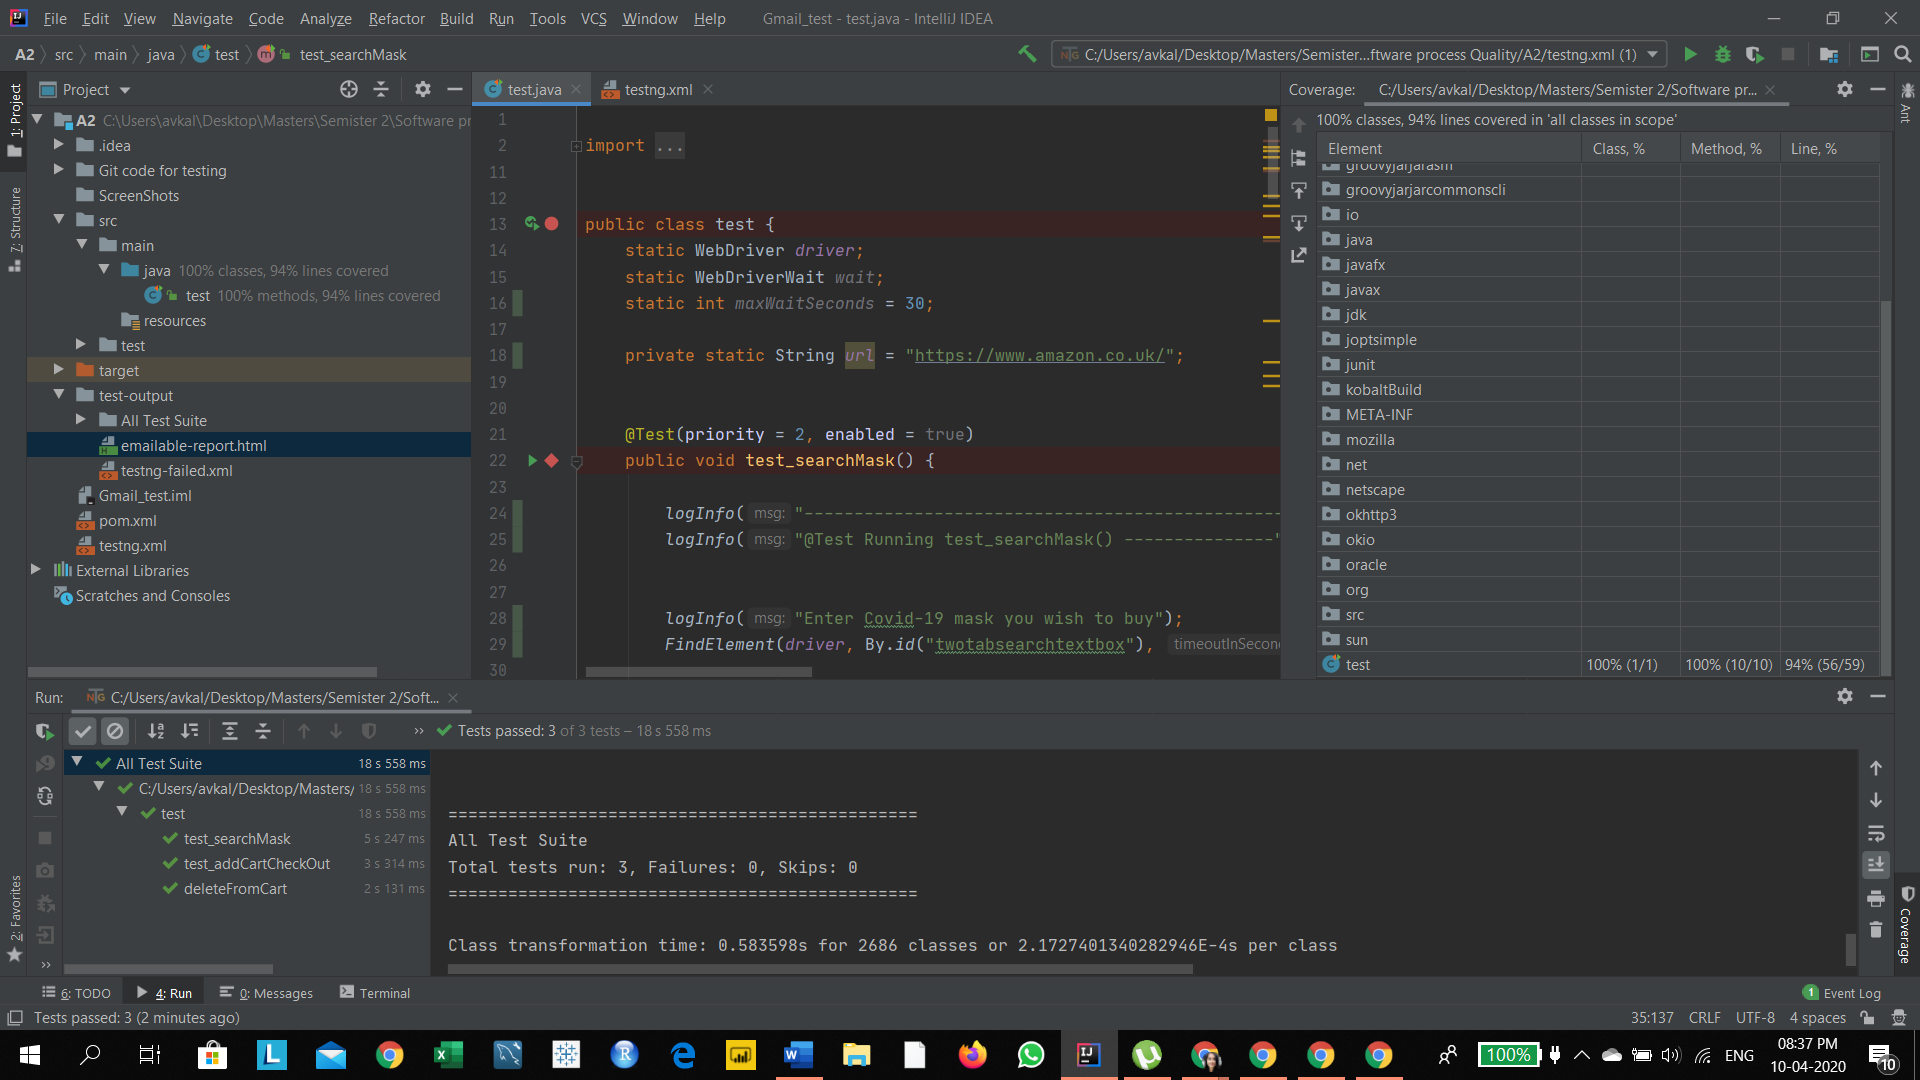 File Edit View Navigate Code Analyze Refactor Build Run Tools VCS Window Help Gmail_test - test.java - IntelliJ IDEA
A2 src main java test test_searchMask C:/Users/avkal/Desktop/Masters/Semister...ftware process Quality/A2/testng.xml (1)
Project
test.java
testng.xml
Coverage: C:/Users/avkal/Desktop/Masters/Semister 2/Software pr...
1: Project
7: Structure
2: Favorites
Ant
Coverage
A2 C:\Users\avkal\Desktop\Masters\Semister 2\Software pr
.idea
Git code for testing
ScreenShots
src
main
java 100% classes, 94% lines covered
test 100% methods, 94% lines covered
resources
test
target
test-output
All Test Suite
emailable-report.html
testng-failed.xml
Gmail_test.iml
pom.xml
testng.xml
External Libraries
Scratches and Consoles
1
2 import ...
11
12
13 public class test {
14 static WebDriver driver;
15 static WebDriverWait wait;
16 static int maxWaitSeconds = 30;
17
18 private static String url = "https://www.amazon.co.uk/";
19
20
21 @Test(priority = 2, enabled = true)
22 public void test_searchMask() {
23
24 logInfo( msg: "------------------------------------------------
25 logInfo( msg: "@Test Running test_searchMask() ---------------"
26
27
28 logInfo( msg: "Enter Covid-19 mask you wish to buy");
29 FindElement(driver, By.id("twotabsearchtextbox"), timeoutInSecon
30
100% classes, 94% lines covered in 'all classes in scope'
Element Class, % Method, % Line, %
groovyjarjarasm
groovyjarjarcommonscli
io
java
javafx
javax
jdk
joptsimple
junit
kobaltBuild
META-INF
mozilla
net
netscape
okhttp3
okio
oracle
org
src
sun
test 100% (1/1) 100% (10/10) 94% (56/59)
Run: C:/Users/avkal/Desktop/Masters/Semister 2/Soft...
Tests passed: 3 of 3 tests – 18 s 558 ms
All Test Suite 18 s 558 ms
C:/Users/avkal/Desktop/Masters/ 18 s 558 ms
test 18 s 558 ms
test_searchMask 5 s 247 ms
test_addCartCheckOut 3 s 314 ms
deleteFromCart 2 s 131 ms
===============================================
All Test Suite
Total tests run: 3, Failures: 0, Skips: 0
===============================================
Class transformation time: 0.583598s for 2686 classes or 2.1727401340282946E-4s per class
6: TODO 4: Run 0: Messages Terminal 1 Event Log
Tests passed: 3 (2 minutes ago) 35:137 CRLF UTF-8 4 spaces
100% ENG 08:37 PM
10-04-2020
10